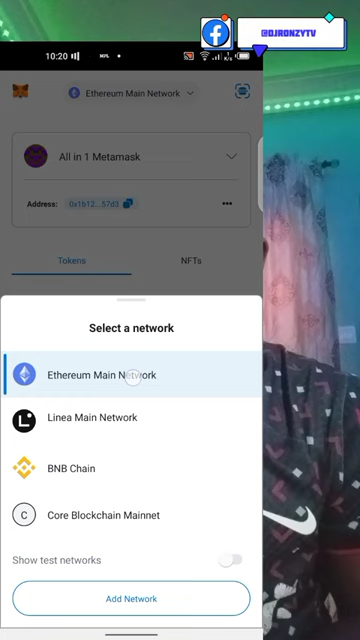 @DJRONZYTV
10:20
Ethereum Main Network
All in 1 Metamask
Address: 0x1b12...57d3
Tokens
NFTs
Select a network
Ethereum Main Network
Linea Main Network
BNB Chain
C Core Blockchain Mainnet
Show test networks
Add Network